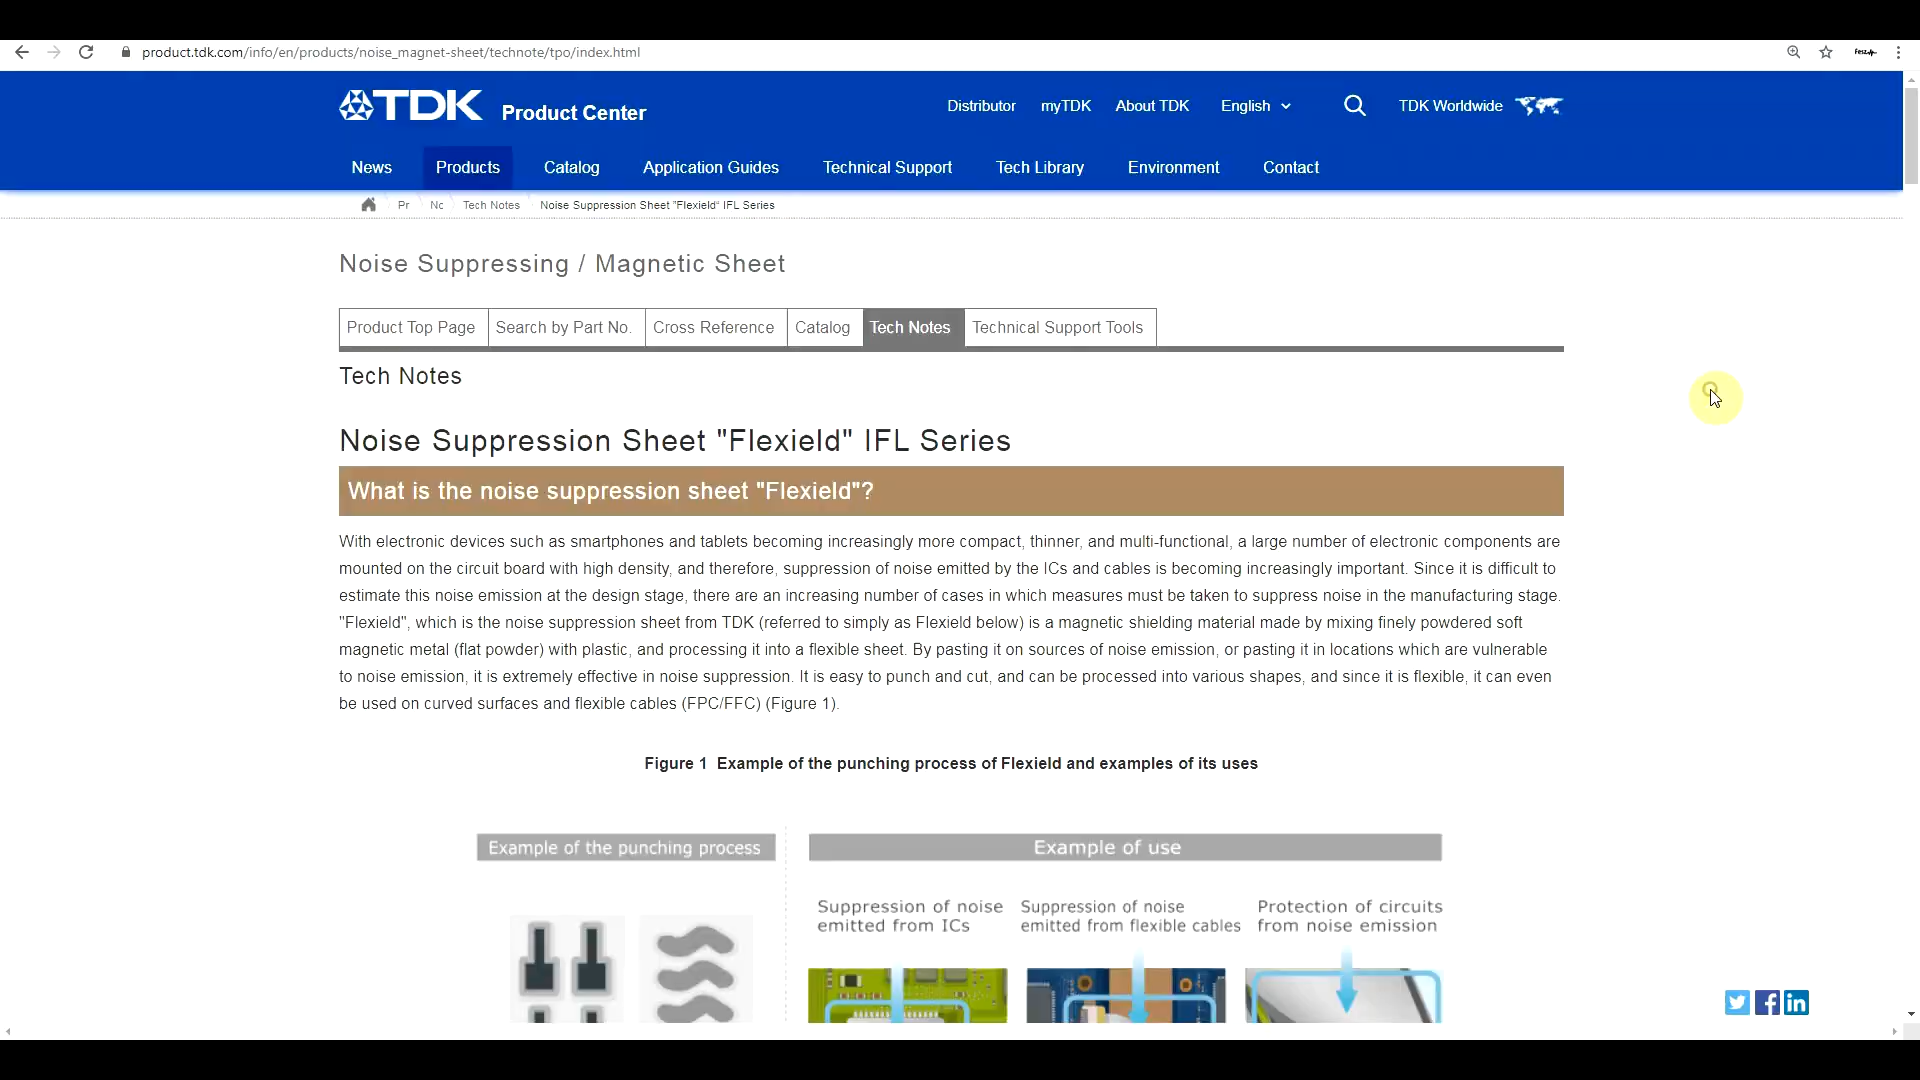 product.tdk.com/info/en/products/noise_magnet-sheet/technote/tpo/index.html
TDK Product Center
Distributor myTDK About TDK English TDK Worldwide
News Products Catalog Application Guides Technical Support Tech Library Environment Contact
Pr Nc Tech Notes Noise Suppression Sheet "Flexield" IFL Series
Noise Suppressing / Magnetic Sheet
Product Top Page Search by Part No. Cross Reference Catalog Tech Notes Technical Support Tools
Tech Notes
Noise Suppression Sheet "Flexield" IFL Series
What is the noise suppression sheet "Flexield"?
With electronic devices such as smartphones and tablets becoming increasingly more compact, thinner, and multi-functional, a large number of electronic components are
mounted on the circuit board with high density, and therefore, suppression of noise emitted by the ICs and cables is becoming increasingly important. Since it is difficult to
estimate this noise emission at the design stage, there are an increasing number of cases in which measures must be taken to suppress noise in the manufacturing stage.
"Flexield", which is the noise suppression sheet from TDK (referred to simply as Flexield below) is a magnetic shielding material made by mixing finely powdered soft
magnetic metal (flat powder) with plastic, and processing it into a flexible sheet. By pasting it on sources of noise emission, or pasting it in locations which are vulnerable
to noise emission, it is extremely effective in noise suppression. It is easy to punch and cut, and can be processed into various shapes, and since it is flexible, it can even
be used on curved surfaces and flexible cables (FPC/FFC) (Figure 1).
Figure 1 Example of the punching process of Flexield and examples of its uses
Example of the punching process
Example of use
Suppression of noise
emitted from ICs
Suppression of noise
emitted from flexible cables
Protection of circuits
from noise emission